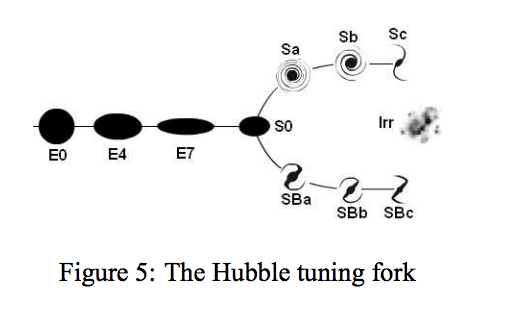 Sa
Sb
Sc
E0
E4
E7
S0
Irr
SBa
SBb
SBc
Figure 5: The Hubble tuning fork